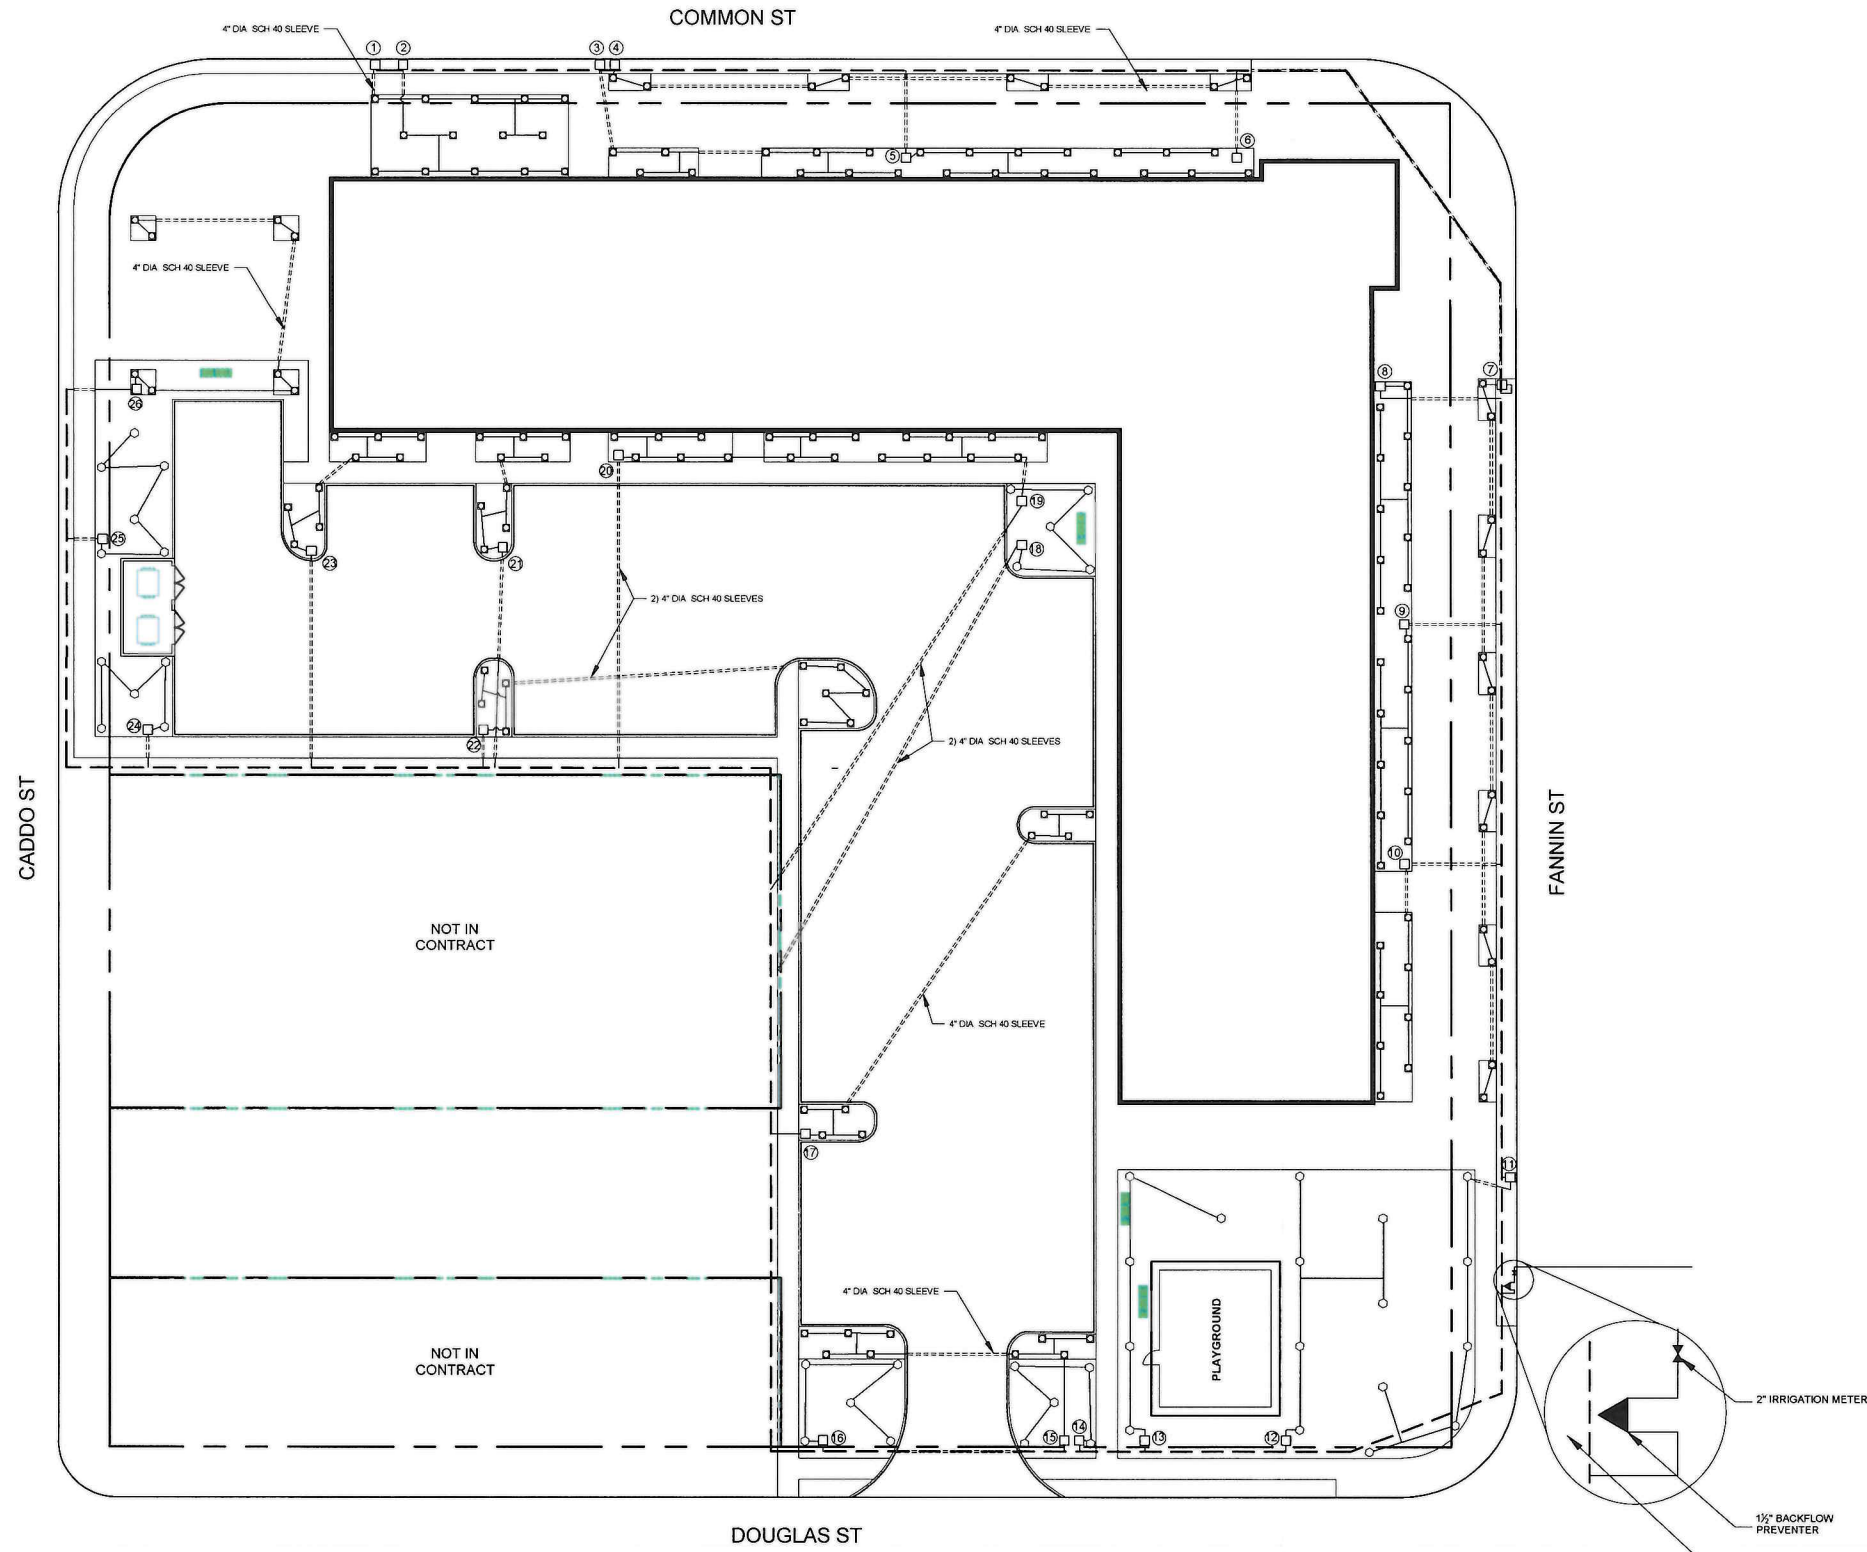 COMMON ST
4" DIA SCH 40 SLEEVE
4" DIA SCH 40 SLEEVE
1
2
3
4
5
6
4" DIA SCH 40 SLEEVE
7
8
26
20
19
25
23
21
18
2) 4" DIA SCH 40 SLEEVES
9
24
22
2) 4" DIA SCH 40 SLEEVES
CADDO ST
FANNIN ST
10
NOT IN
CONTRACT
4" DIA SCH 40 SLEEVE
17
11
4" DIA SCH 40 SLEEVE
PLAYGROUND
NOT IN
CONTRACT
2" IRRIGATION METER
16
15
14
13
12
1½" BACKFLOW
PREVENTER
DOUGLAS ST